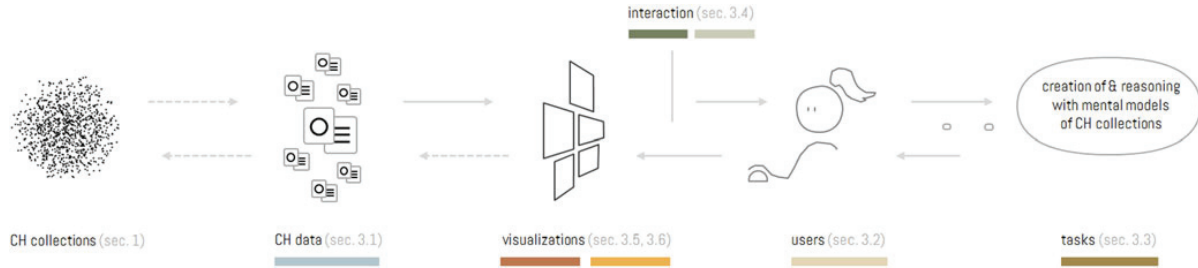 interaction (sec. 3.4)
creation of & reasoning
with mental models
of CH collections
CH collections (sec. 1)
CH data (sec. 3.1)
visualizations (sec. 3.5, 3.6)
users (sec. 3.2)
tasks (sec. 3.3)